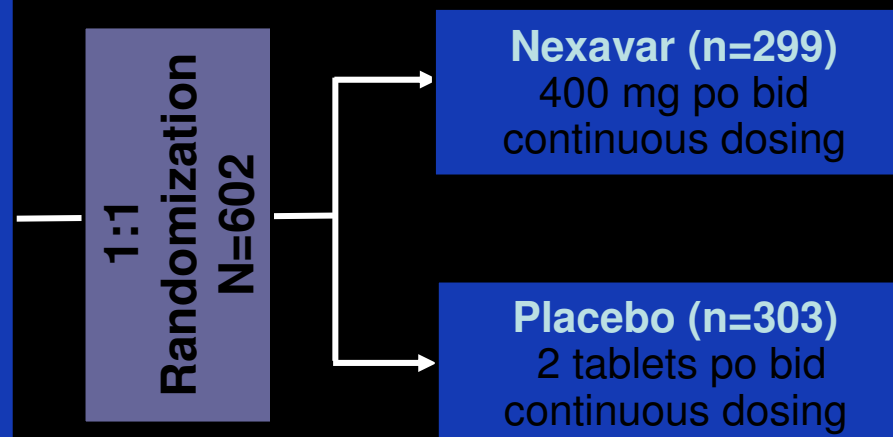 1:1
Randomization
N=602
Nexavar (n=299)
400 mg po bid
continuous dosing
Placebo (n=303)
2 tablets po bid
continuous dosing